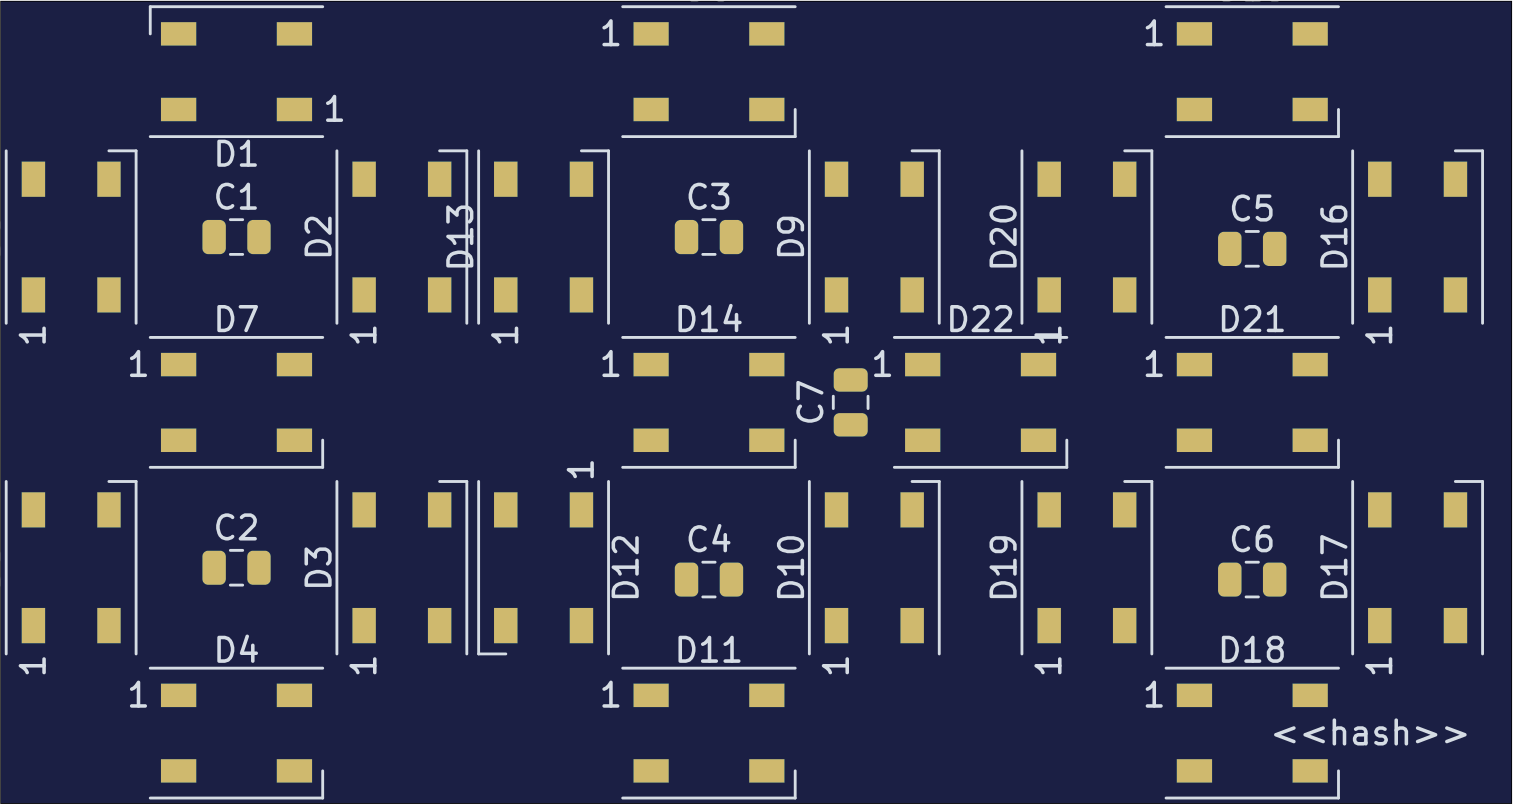 1 1
1
D1
C1 C3 C5
D2 D13 D9 D20 D16
D7 D14 D22 D21
1 1 1 1 1 1
1 1 1 1
C7
1
C2 C4 C6
D3 D12 D10 D19 D17
D4 D11 D18
1 1 1 1 1
1 1 1
<<hash>>